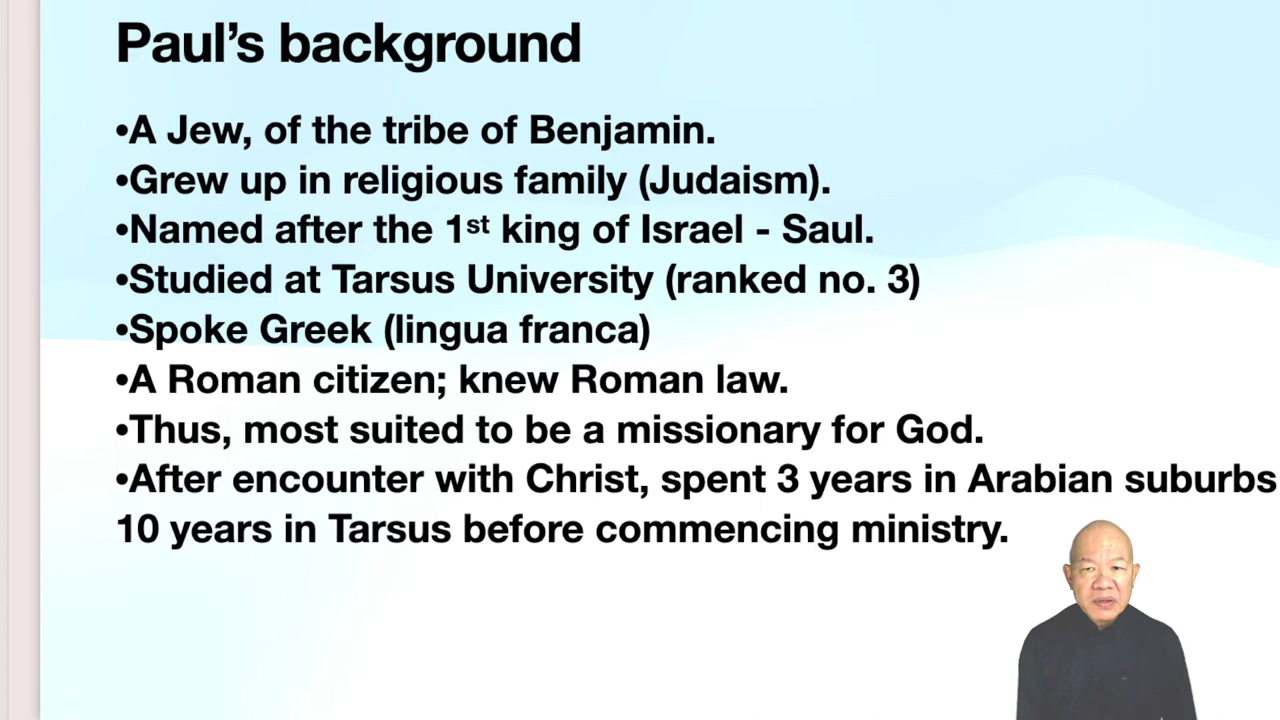 Paul’s background
•A Jew, of the tribe of Benjamin.
•Grew up in religious family (Judaism).
•Named after the 1st king of Israel - Saul.
•Studied at Tarsus University (ranked no. 3)
•Spoke Greek (lingua franca)
•A Roman citizen; knew Roman law.
•Thus, most suited to be a missionary for God.
•After encounter with Christ, spent 3 years in Arabian suburbs
10 years in Tarsus before commencing ministry.